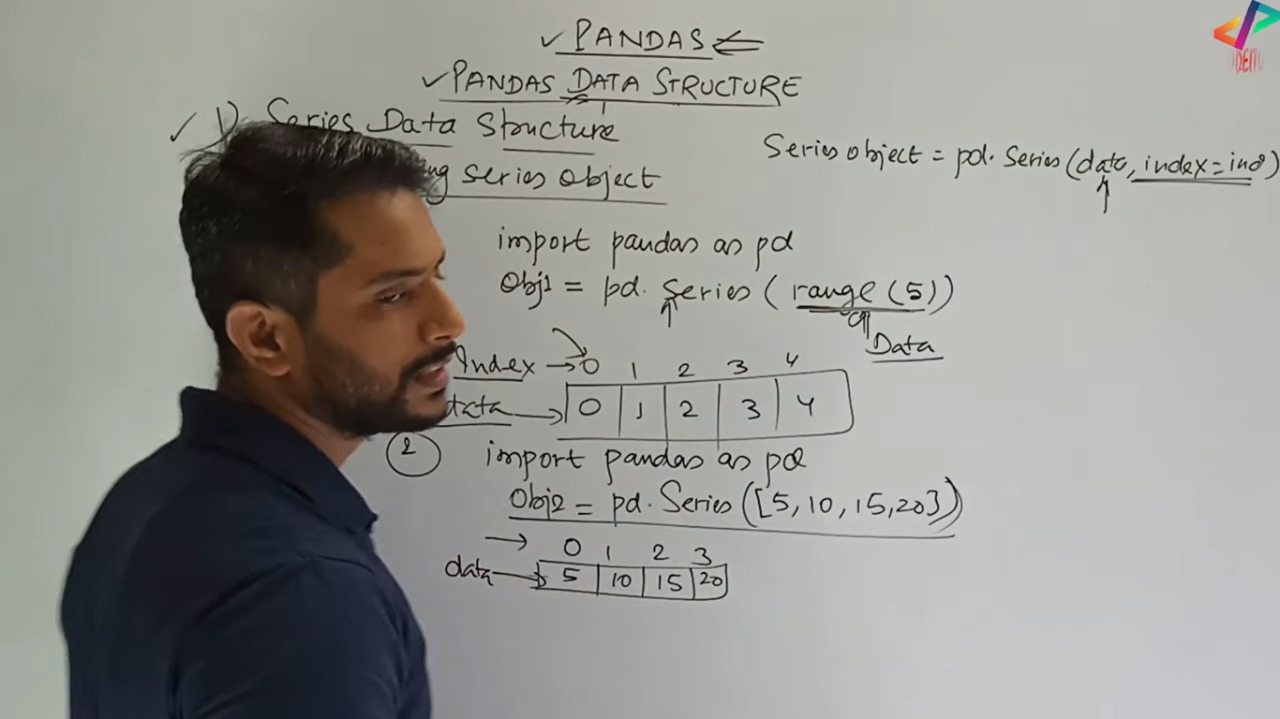 PANDAS
PANDAS DATA STRUCTURE
1) Series Data Structure
series object
Series object = pd. Series (data, index=ind)
import pandas as pd
Obj1 = pd. Series (range (5))
Data
Index → 0 1 2 3 4
data → 0 1 2 3 4
2 import pandas as pd
Obj2 = pd. Series ([5, 10, 15, 20])
→ 0 1 2 3
data → 5 10 15 20